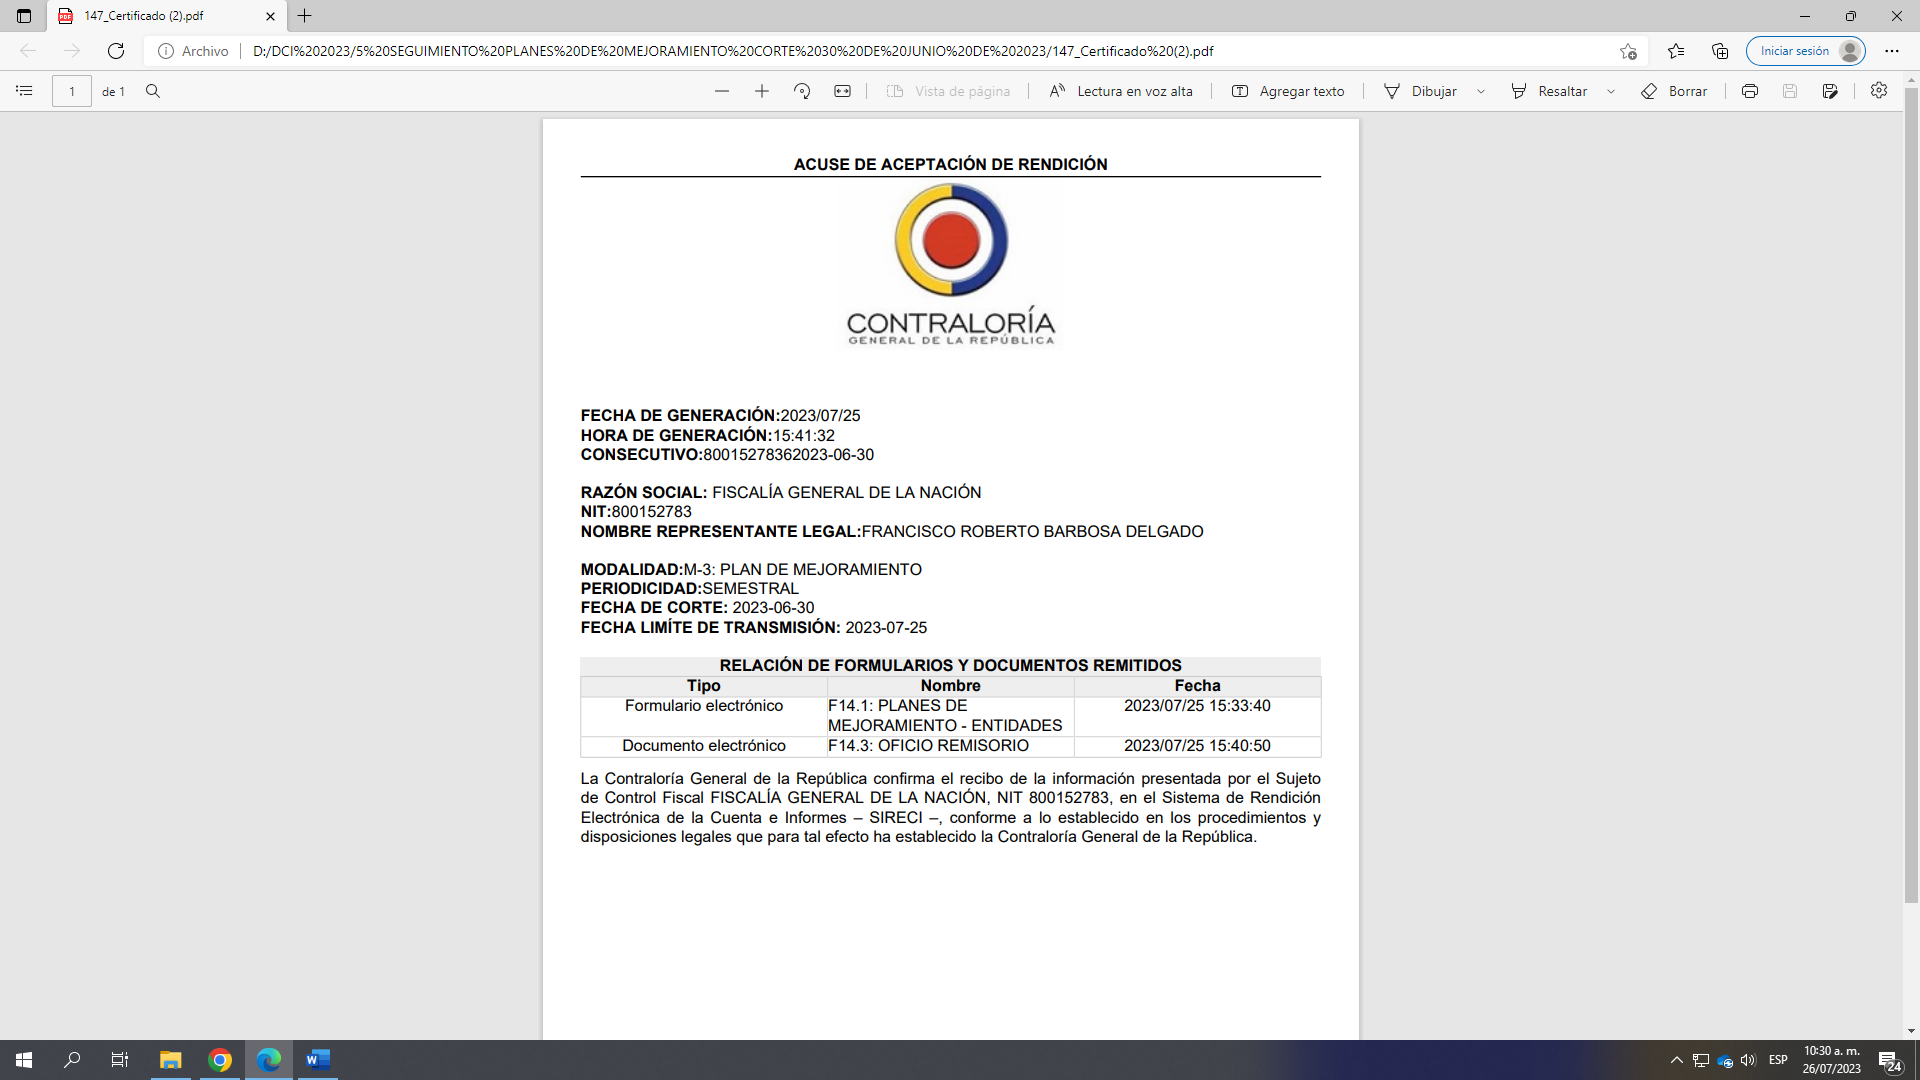 147_Certificado (2).pdf
Archivo
D:/DCI%202023/5%20SEGUIMIENTO%20PLANES%20DE%20MEJORAMIENTO%20CORTE%2030%20DE%20JUNIO%20DE%202023/147_Certificado%20(2).pdf
Iniciar sesión
1 de 1
Vista de página
Lectura en voz alta
Agregar texto
Dibujar
Resaltar
Borrar
ACUSE DE ACEPTACIÓN DE RENDICIÓN
CONTRALORÍA
GENERAL DE LA REPÚBLICA
FECHA DE GENERACIÓN:2023/07/25
HORA DE GENERACIÓN:15:41:32
CONSECUTIVO:80015278362023-06-30
RAZÓN SOCIAL: FISCALÍA GENERAL DE LA NACIÓN
NIT:800152783
NOMBRE REPRESENTANTE LEGAL:FRANCISCO ROBERTO BARBOSA DELGADO
MODALIDAD:M-3: PLAN DE MEJORAMIENTO
PERIODICIDAD:SEMESTRAL
FECHA DE CORTE: 2023-06-30
FECHA LIMÍTE DE TRANSMISIÓN: 2023-07-25
RELACIÓN DE FORMULARIOS Y DOCUMENTOS REMITIDOS
Tipo Nombre Fecha
Formulario electrónico F14.1: PLANES DE 2023/07/25 15:33:40
MEJORAMIENTO - ENTIDADES
Documento electrónico F14.3: OFICIO REMISORIO 2023/07/25 15:40:50
La Contraloría General de la República confirma el recibo de la información presentada por el Sujeto
de Control Fiscal FISCALÍA GENERAL DE LA NACIÓN, NIT 800152783, en el Sistema de Rendición
Electrónica de la Cuenta e Informes – SIRECI –, conforme a lo establecido en los procedimientos y
disposiciones legales que para tal efecto ha establecido la Contraloría General de la República.
ESP
10:30 a. m.
26/07/2023
24